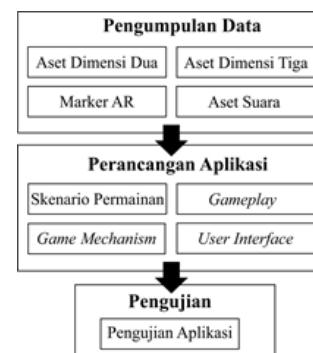 Pengumpulan Data
Aset Dimensi Dua
Aset Dimensi Tiga
Marker AR
Aset Suara
Perancangan Aplikasi
Skenario Permainan
Gameplay
Game Mechanism
User Interface
Pengujian
Pengujian Aplikasi